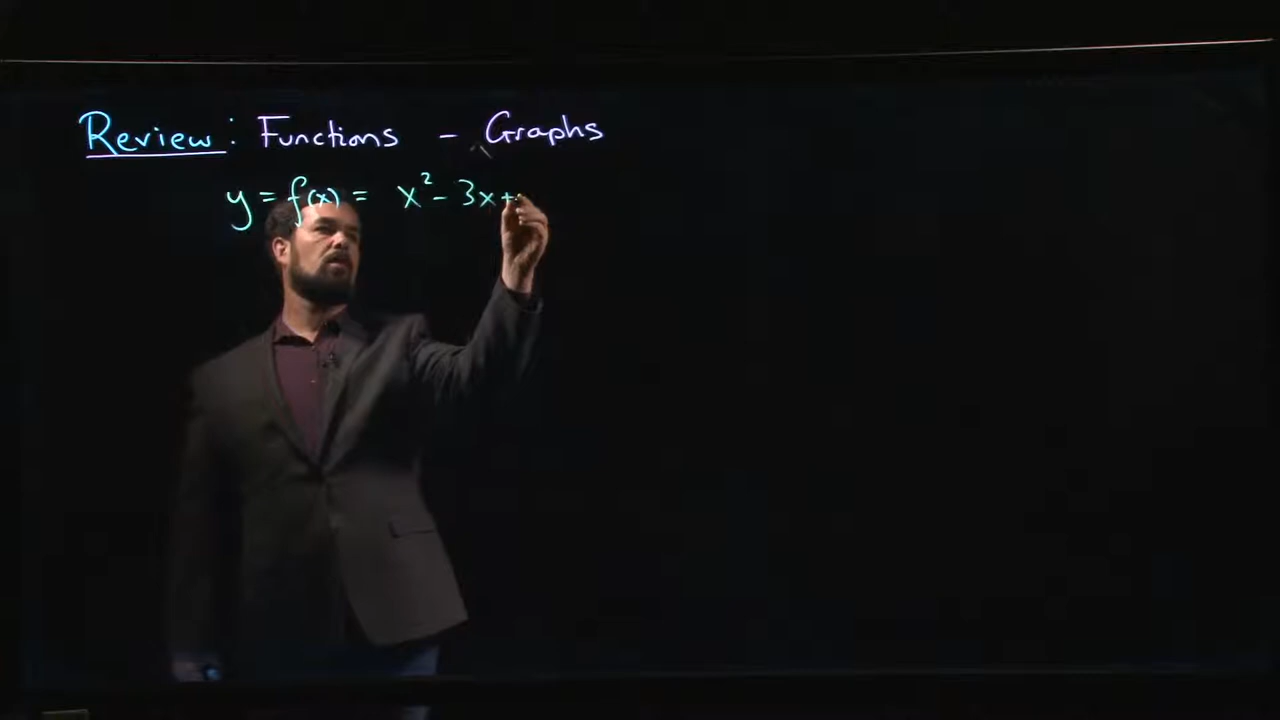 Review: Functions - Graphs
y = f(x) = x² - 3x+